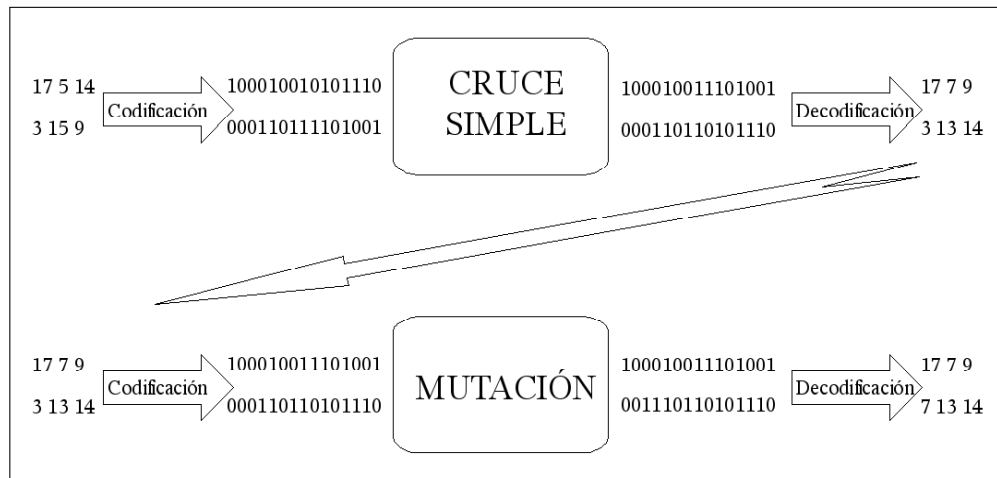 17 5 14
3 15 9
Codificación
100010010101110
000110111101001
CRUCE
SIMPLE
100010011101001
000110110101110
Decodificación
17 7 9
3 13 14
17 7 9
3 13 14
Codificación
100010011101001
000110110101110
MUTACIÓN
100010011101001
001110110101110
Decodificación
17 7 9
7 13 14